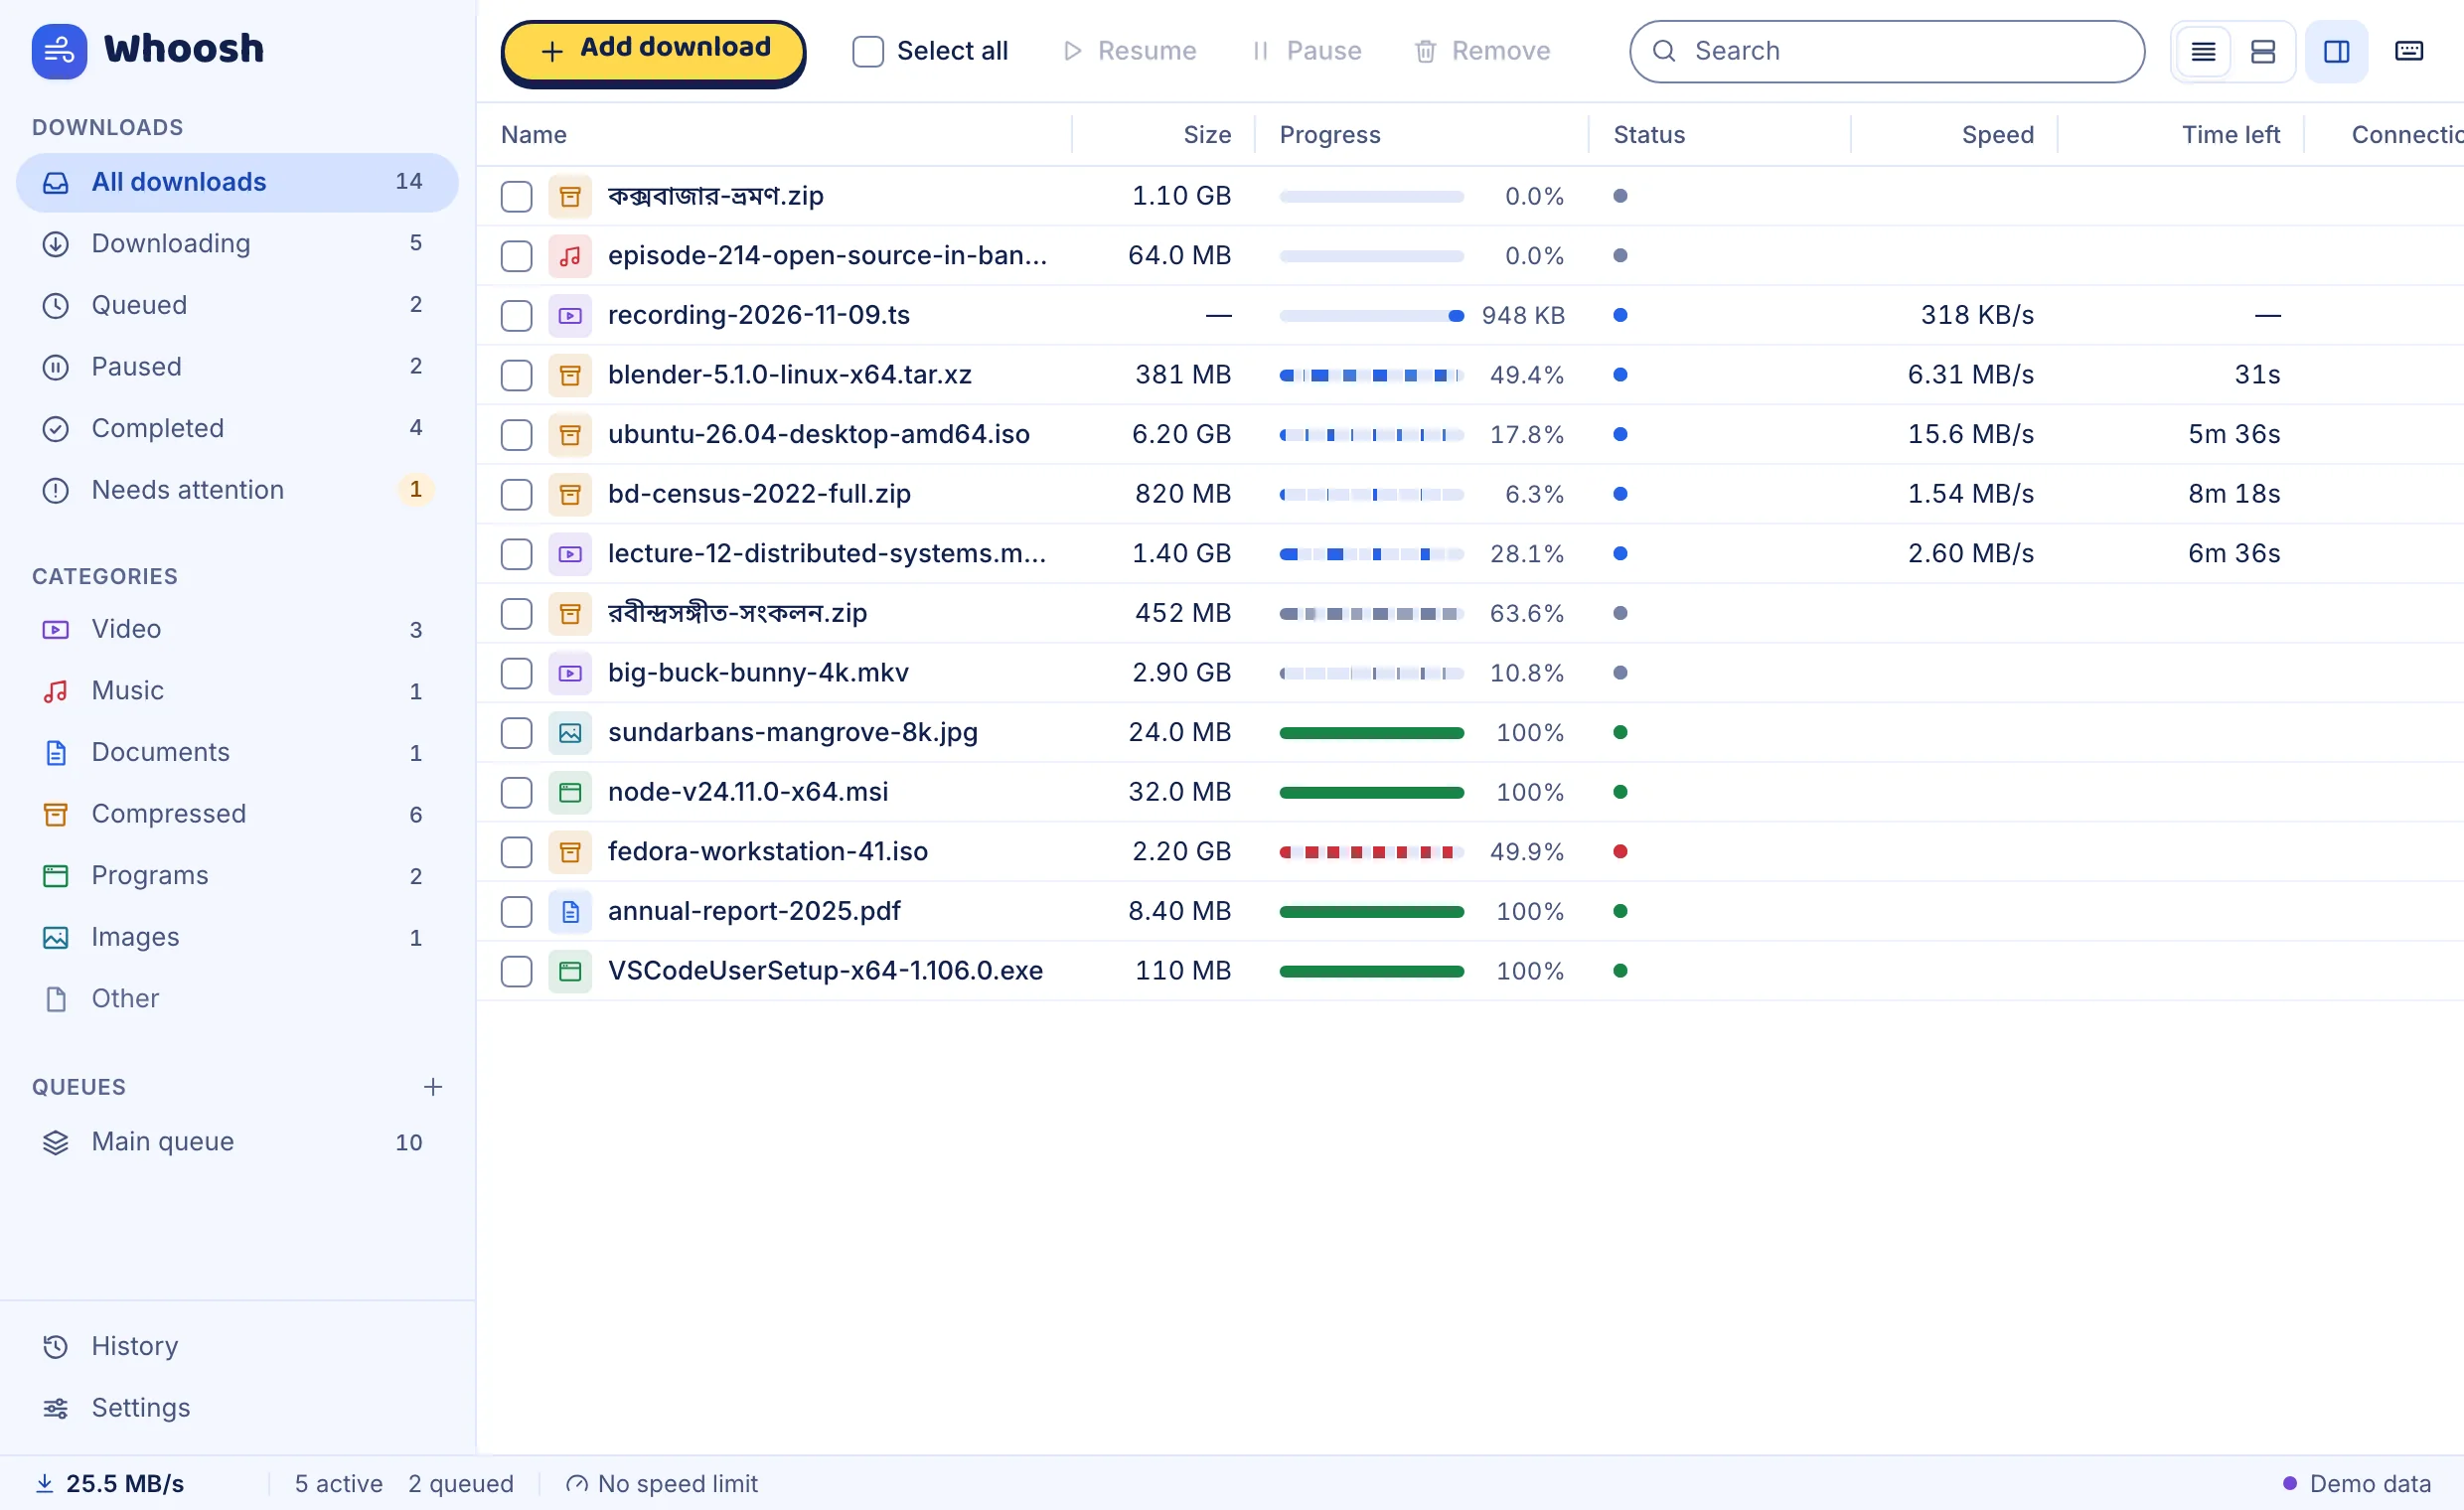 Whoosh
Add download
Select all
Resume
Pause
Remove
Search
DOWNLOADS
All downloads 14
Downloading 5
Queued 2
Paused 2
Completed 4
Needs attention 1
CATEGORIES
Video 3
Music 1
Documents 1
Compressed 6
Programs 2
Images 1
Other
QUEUES
Main queue 10
History
Settings
Name Size Progress Status Speed Time left Connectio
কক্সবাজার-ভ্রমণ.zip 1.10 GB 0.0%
episode-214-open-source-in-ban... 64.0 MB 0.0%
recording-2026-11-09.ts — 948 KB 318 KB/s —
blender-5.1.0-linux-x64.tar.xz 381 MB 49.4% 6.31 MB/s 31s
ubuntu-26.04-desktop-amd64.iso 6.20 GB 17.8% 15.6 MB/s 5m 36s
bd-census-2022-full.zip 820 MB 6.3% 1.54 MB/s 8m 18s
lecture-12-distributed-systems.m... 1.40 GB 28.1% 2.60 MB/s 6m 36s
রবীন্দ্রসঙ্গীত-সংকলন.zip 452 MB 63.6%
big-buck-bunny-4k.mkv 2.90 GB 10.8%
sundarbans-mangrove-8k.jpg 24.0 MB 100%
node-v24.11.0-x64.msi 32.0 MB 100%
fedora-workstation-41.iso 2.20 GB 49.9%
annual-report-2025.pdf 8.40 MB 100%
VSCodeUserSetup-x64-1.106.0.exe 110 MB 100%
25.5 MB/s 5 active 2 queued No speed limit Demo data